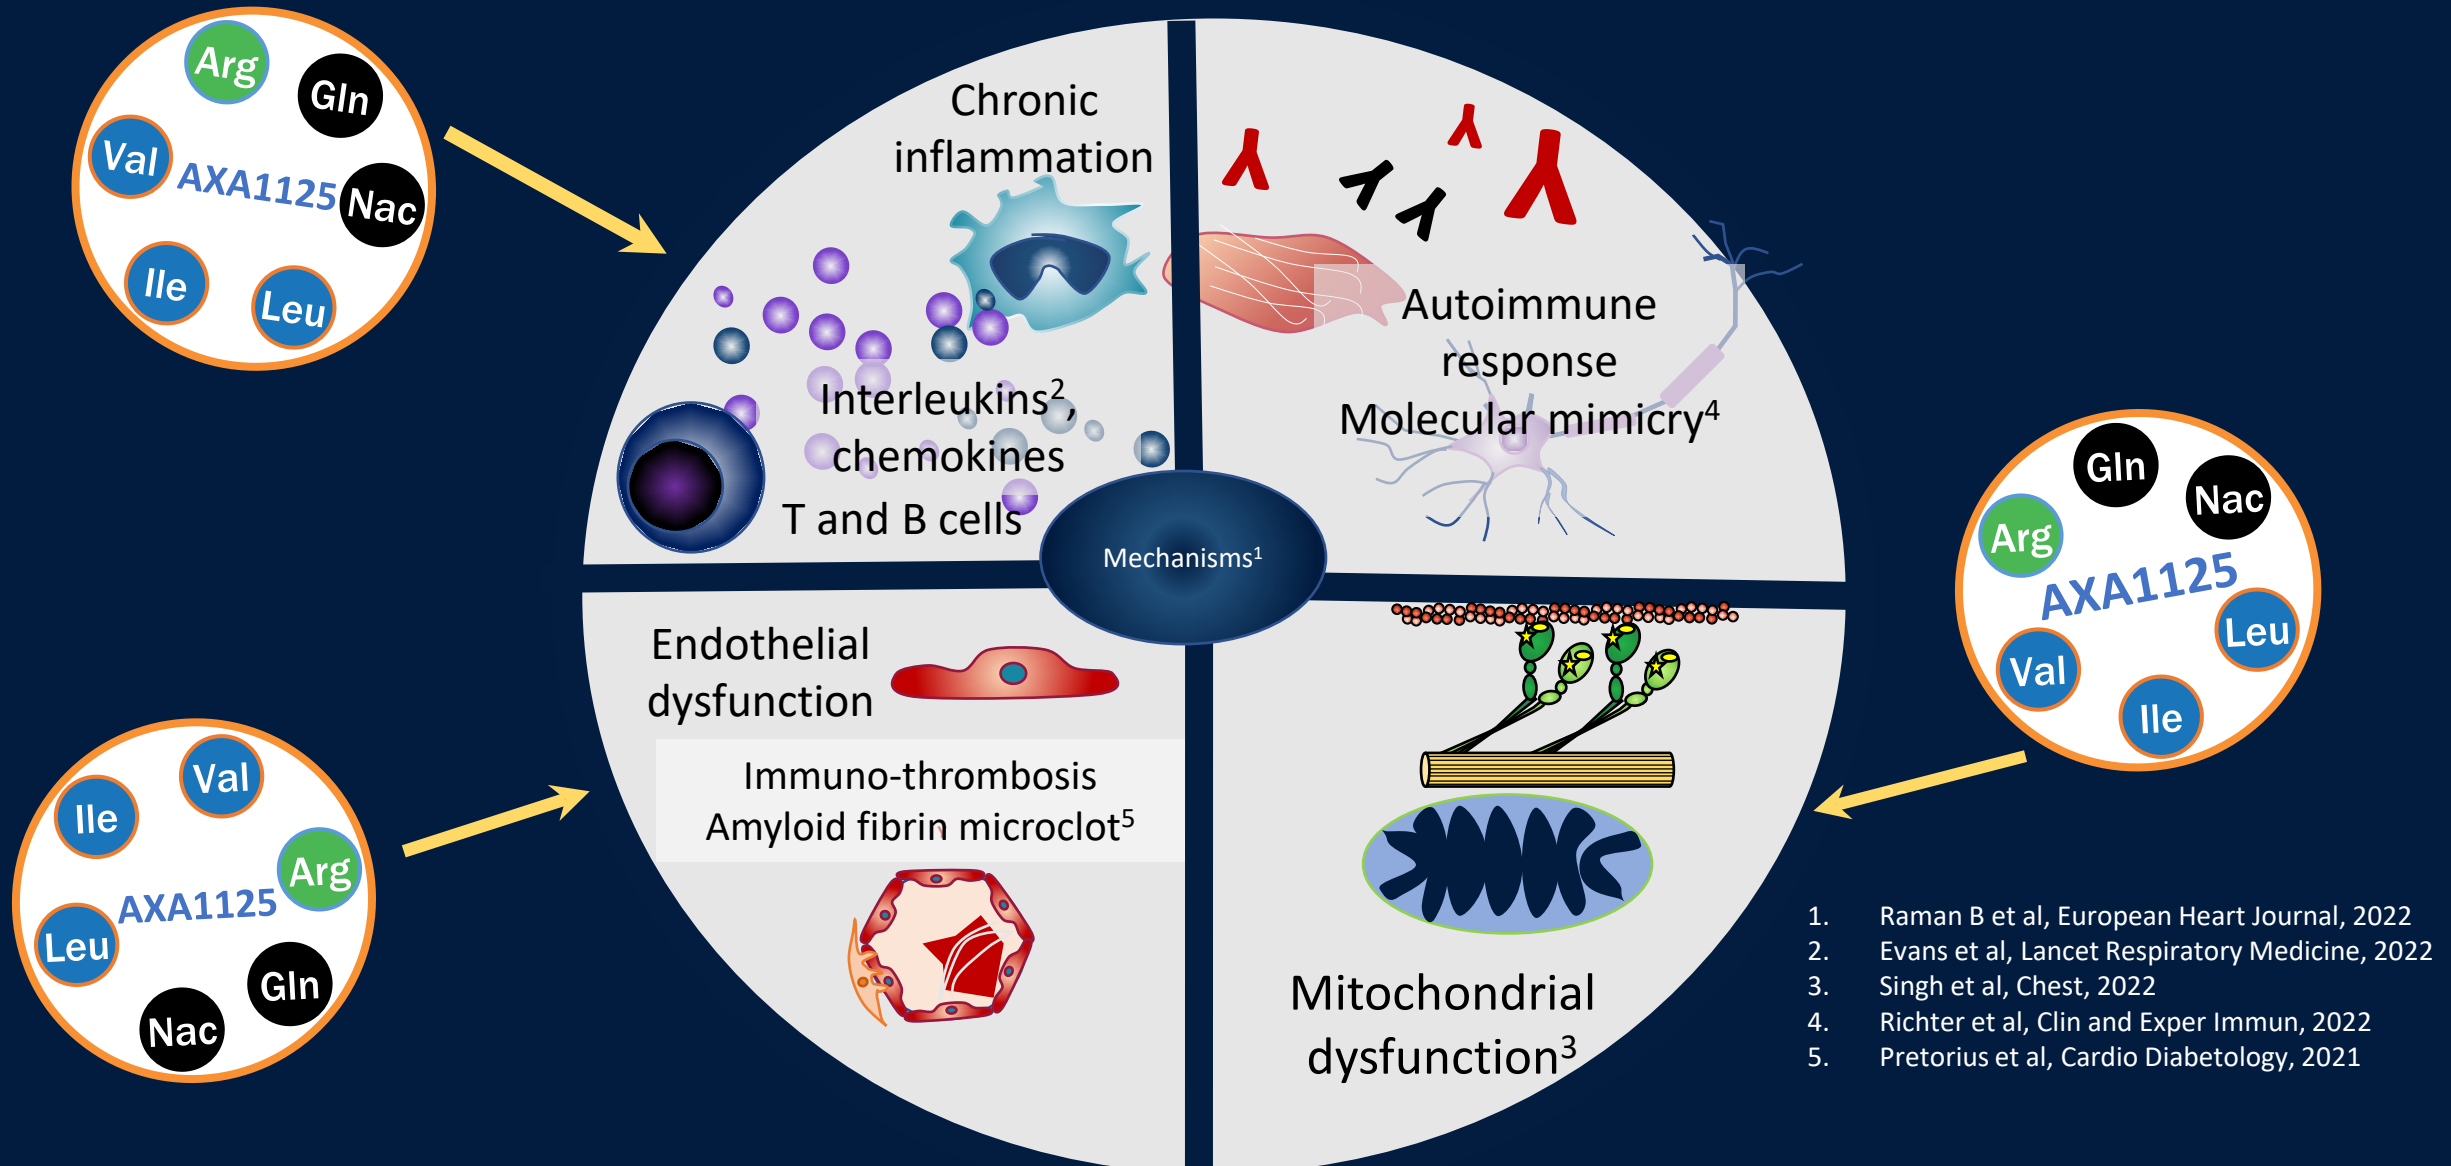 Arg
Gln
Val
AXA1125
Nac
Ile
Leu
Chronic
inflammation
Interleukins²,
chemokines
T and B cells
Autoimmune
response
Molecular mimicry⁴
Mechanisms¹
Gln
Nac
Arg
AXA1125
Leu
Val
Ile
Endothelial
dysfunction
Immuno-thrombosis
Amyloid fibrin microclot⁵
Val
Ile
Arg
AXA1125
Leu
Gln
Nac
Mitochondrial
dysfunction³
1. Raman B et al, European Heart Journal, 2022
2. Evans et al, Lancet Respiratory Medicine, 2022
3. Singh et al, Chest, 2022
4. Richter et al, Clin and Exper Immun, 2022
5. Pretorius et al, Cardio Diabetology, 2021